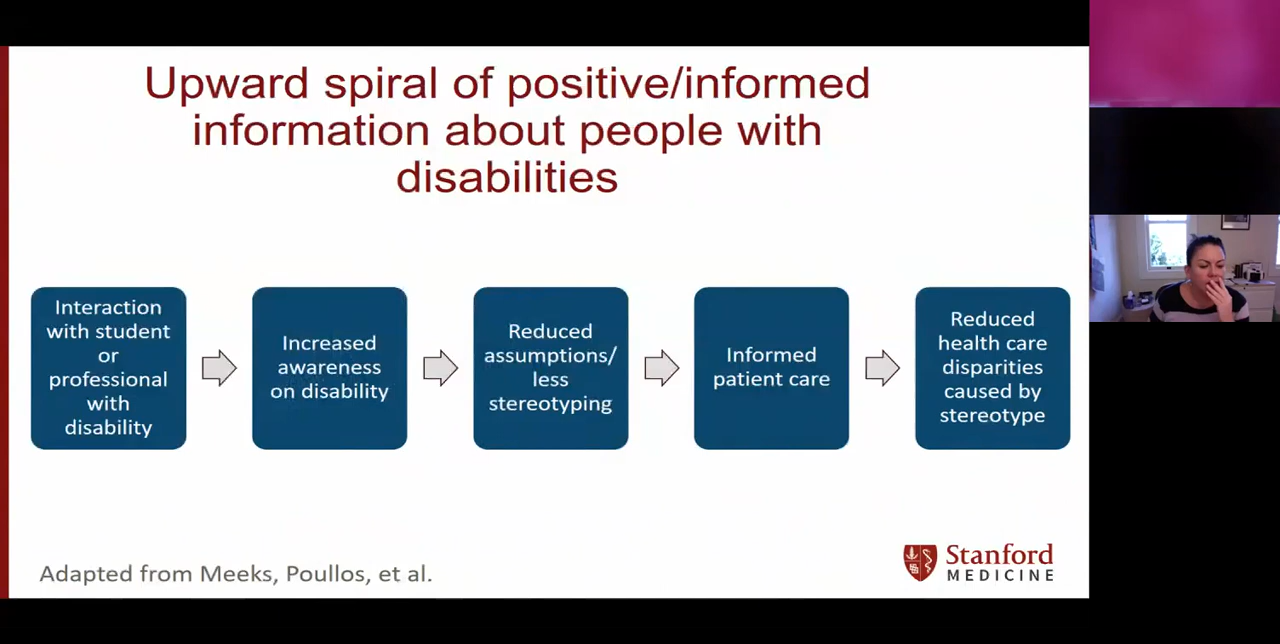 Upward spiral of positive/informed
information about people with
disabilities
Interaction
with student
or
professional
with
disability
Increased
awareness
on disability
Reduced
assumptions/
less
stereotyping
Informed
patient care
Reduced
health care
disparities
caused by
stereotype
Adapted from Meeks, Poullos, et al.
Stanford
MEDICINE